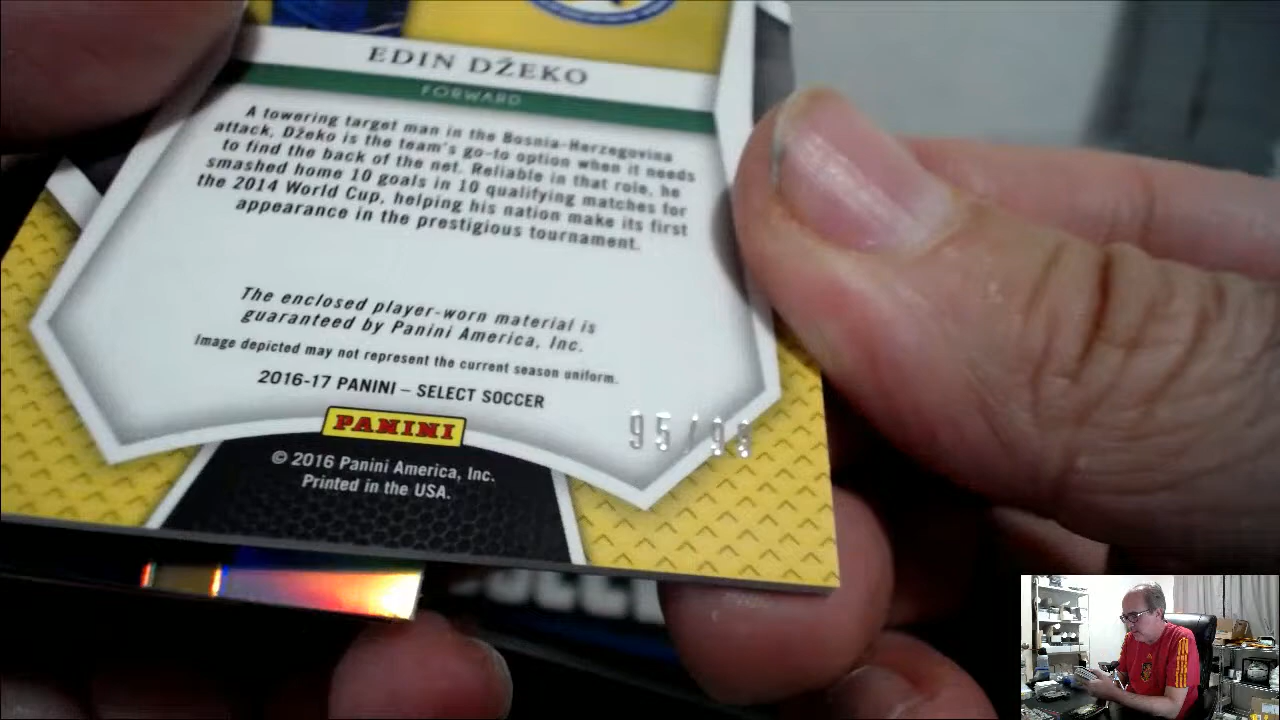 EDIN DŽEKO
FORWARD
A towering target man in the Bosnia-Herzegovina
attack, Džeko is the team's go-to option when it needs
to find the back of the net. Reliable in that role, he
smashed home 10 goals in 10 qualifying matches for
the 2014 World Cup, helping his nation make its first
appearance in the prestigious tournament.
The enclosed player-worn material is
guaranteed by Panini America, Inc.
Image depicted may not represent the current season uniform.
2016-17 PANINI – SELECT SOCCER
PANINI
© 2016 Panini America, Inc.
Printed in the USA.